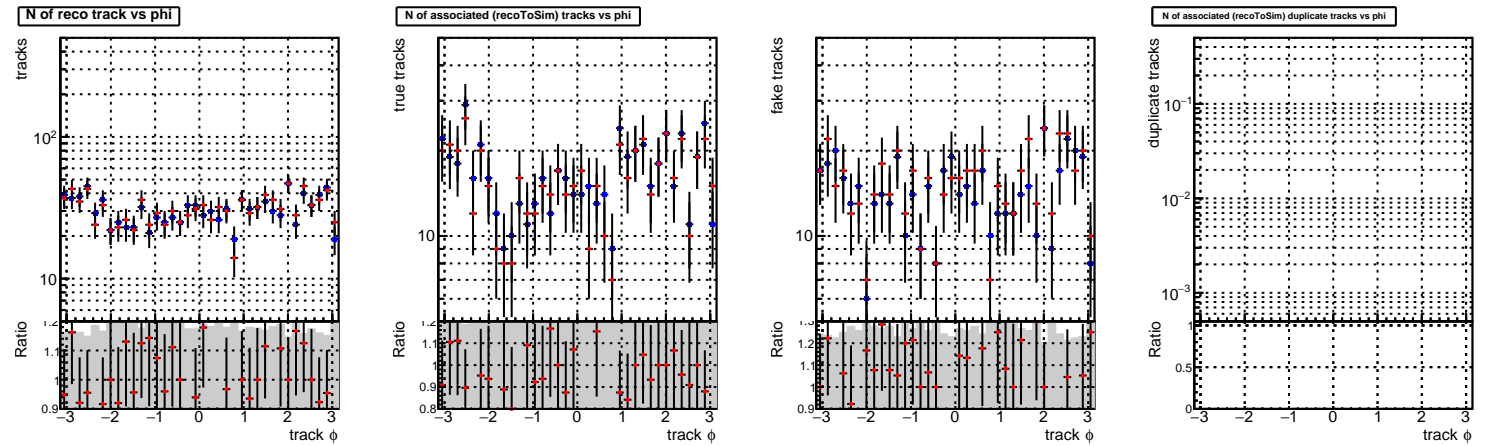 N of reco track vs phi
tracks
10²
10
Ratio
1.2
1.1
1
0.9
−3 −2 −1 0 1 2 3
track ϕ
N of associated (recoToSim) tracks vs phi
true tracks
10
Ratio
1.2
1.1
1
0.9
0.8
−3 −2 −1 0 1 2 3
track ϕ
fake tracks
10
Ratio
1.3
1.2
1.1
1
0.9
−3 −2 −1 0 1 2 3
track ϕ
N of associated (recoToSim) duplicate tracks vs phi
duplicate tracks
10⁻¹
10⁻²
10⁻³
Ratio
1
0.5
0
−3 −2 −1 0 1 2 3
track ϕ